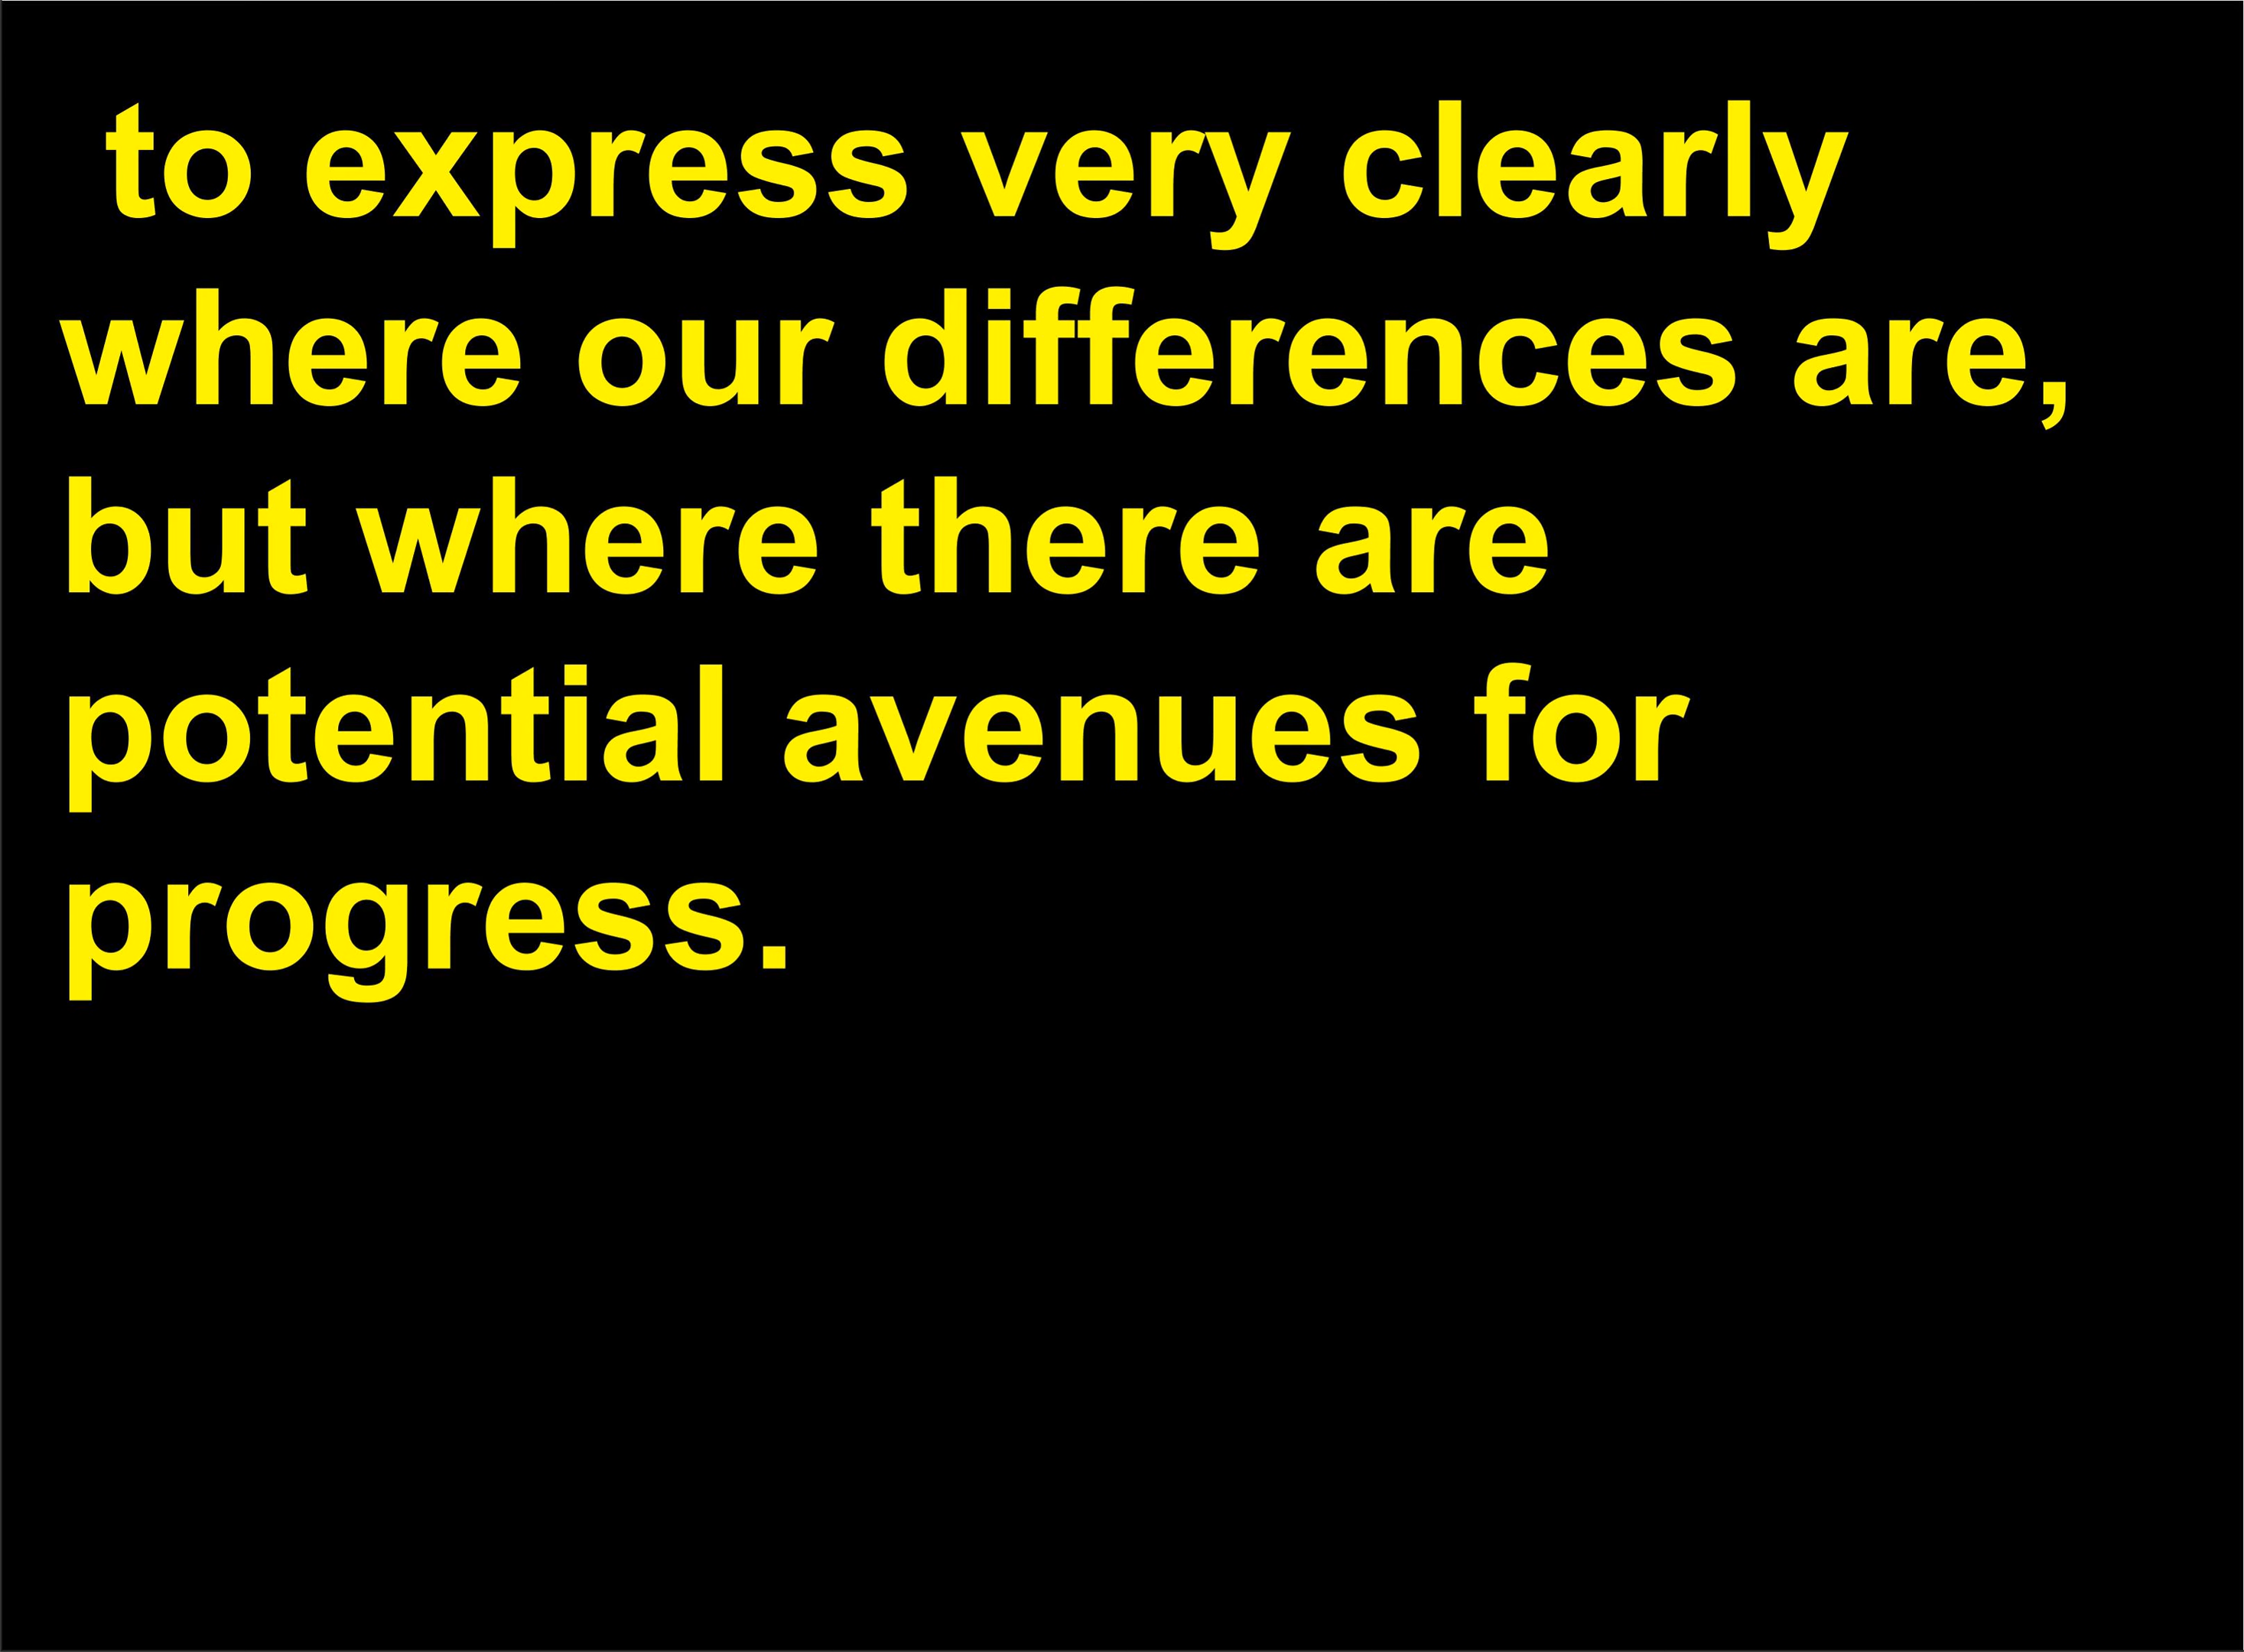 to express very clearly
where our differences are,
but where there are
potential avenues for
progress.